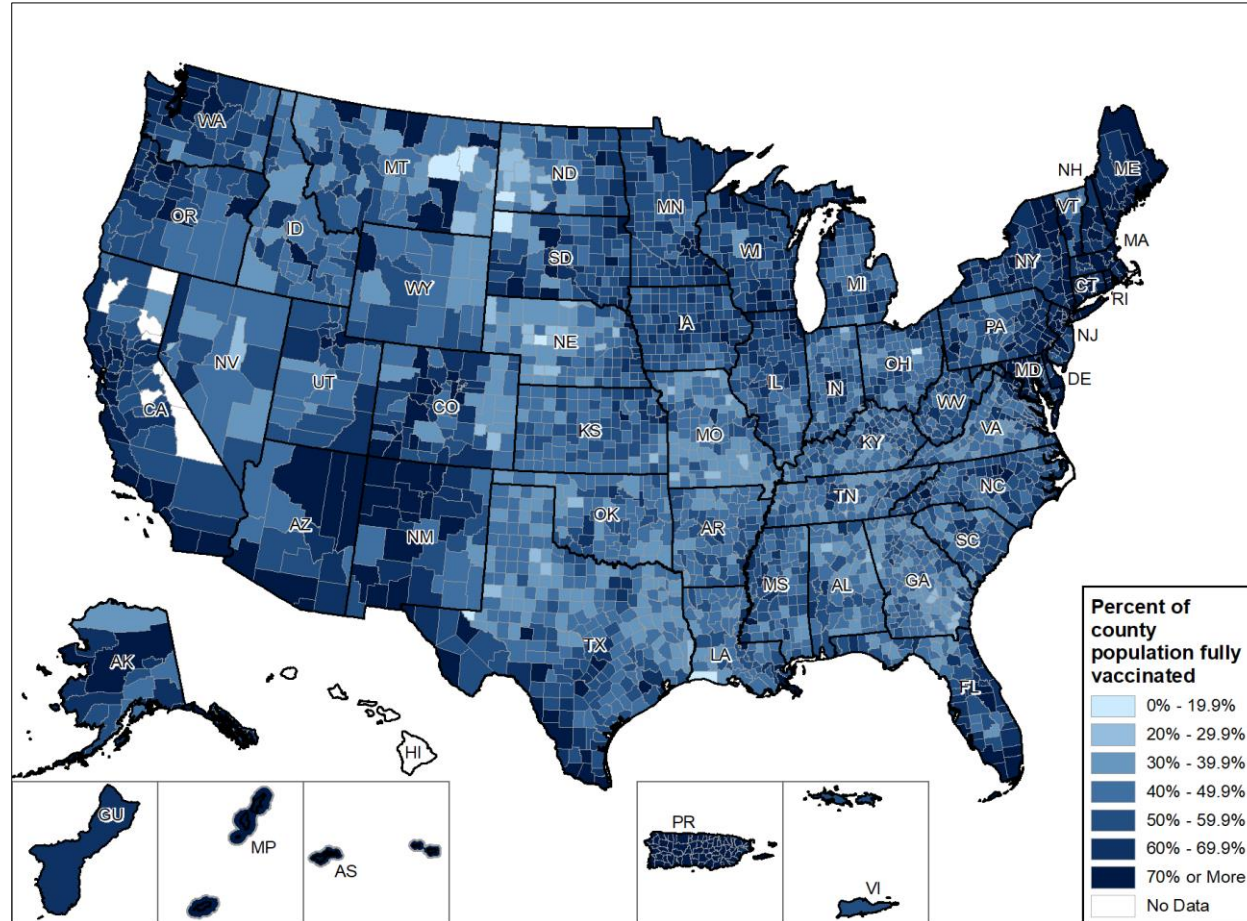 WA
MT
ND
MN
ME
NH
VT
OR
ID
SD
WI
NY
MA
WY
MI
CT
RI
IA
PA
NJ
NE
NV
UT
CO
IL
IN
OH
MD
DE
WV
CA
KS
MO
KY
VA
TN
NC
AZ
NM
OK
AR
SC
MS
AL
GA
TX
LA
AK
FL
HI
GU
MP
AS
PR
VI
Percent of
county
population fully
vaccinated
0% - 19.9%
20% - 29.9%
30% - 39.9%
40% - 49.9%
50% - 59.9%
60% - 69.9%
70% or More
No Data